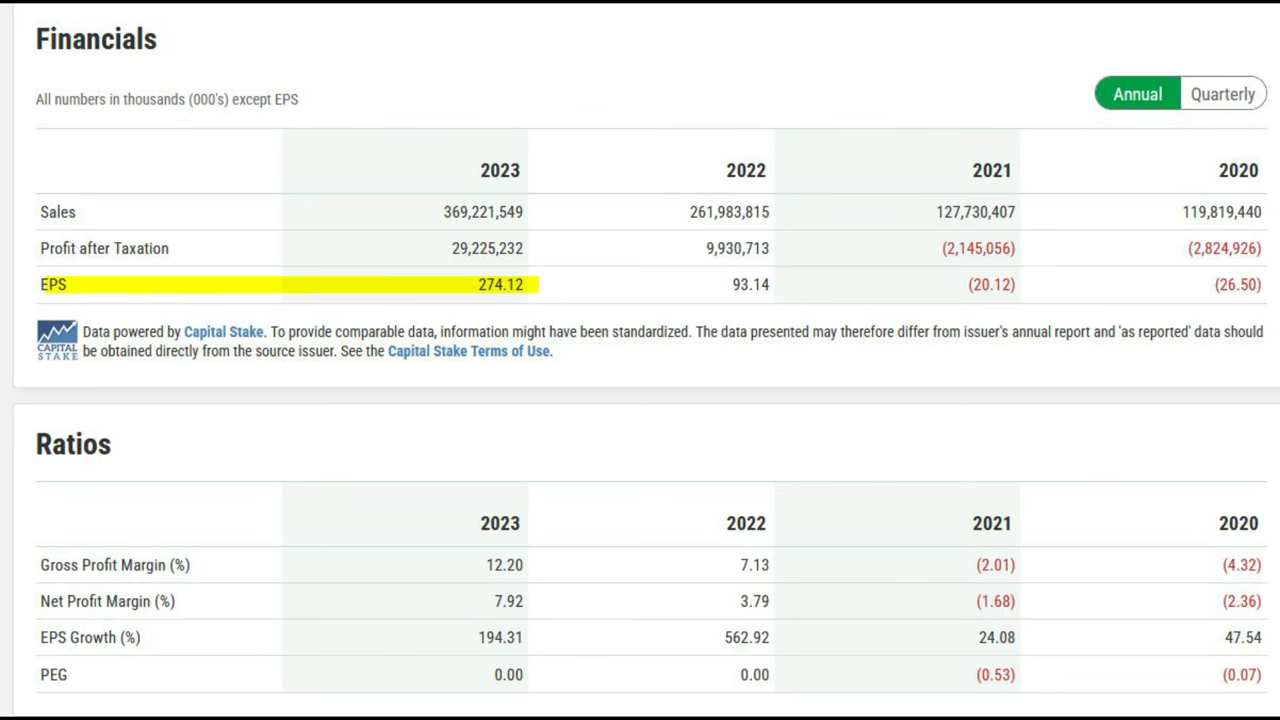 Financials
All numbers in thousands (000's) except EPS
Annual Quarterly
2023 2022 2021 2020
Sales 369,221,549 261,983,815 127,730,407 119,819,440
Profit after Taxation 29,225,232 9,930,713 (2,145,056) (2,824,926)
EPS 274.12 93.14 (20.12) (26.50)
CAPITAL
STAKE
Data powered by Capital Stake. To provide comparable data, information might have been standardized. The data presented may therefore differ from issuer's annual report and 'as reported' data should
be obtained directly from the source issuer. See the Capital Stake Terms of Use.
Ratios
2023 2022 2021 2020
Gross Profit Margin (%) 12.20 7.13 (2.01) (4.32)
Net Profit Margin (%) 7.92 3.79 (1.68) (2.36)
EPS Growth (%) 194.31 562.92 24.08 47.54
PEG 0.00 0.00 (0.53) (0.07)